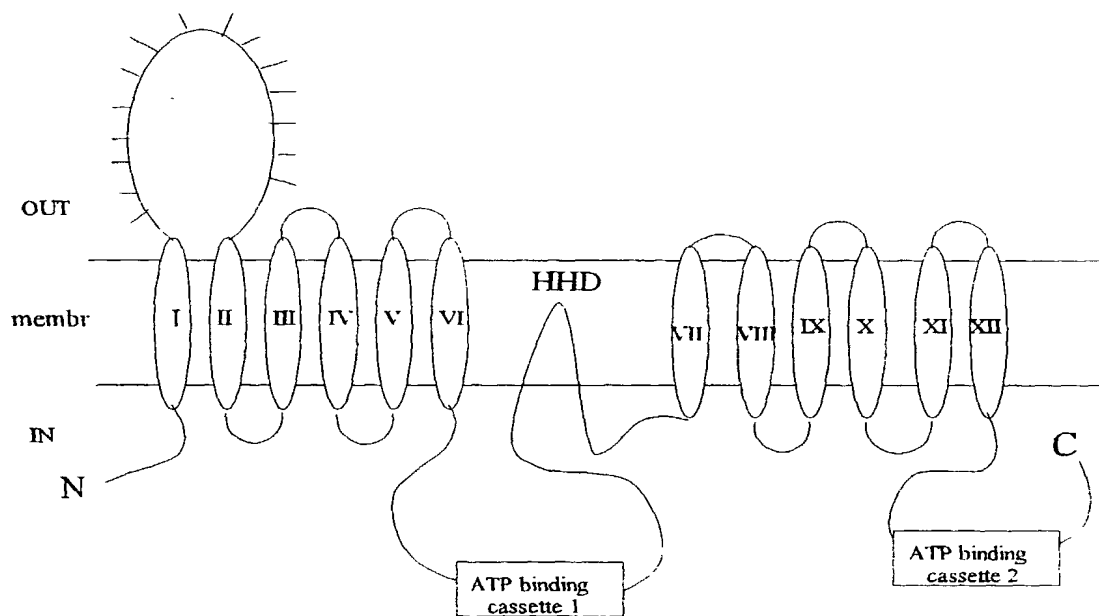 OUT
HHD
membr
I II III IV V VI VII VIII IX X XI XII
IN
N
C
ATP binding
cassette 1
ATP binding
cassette 2